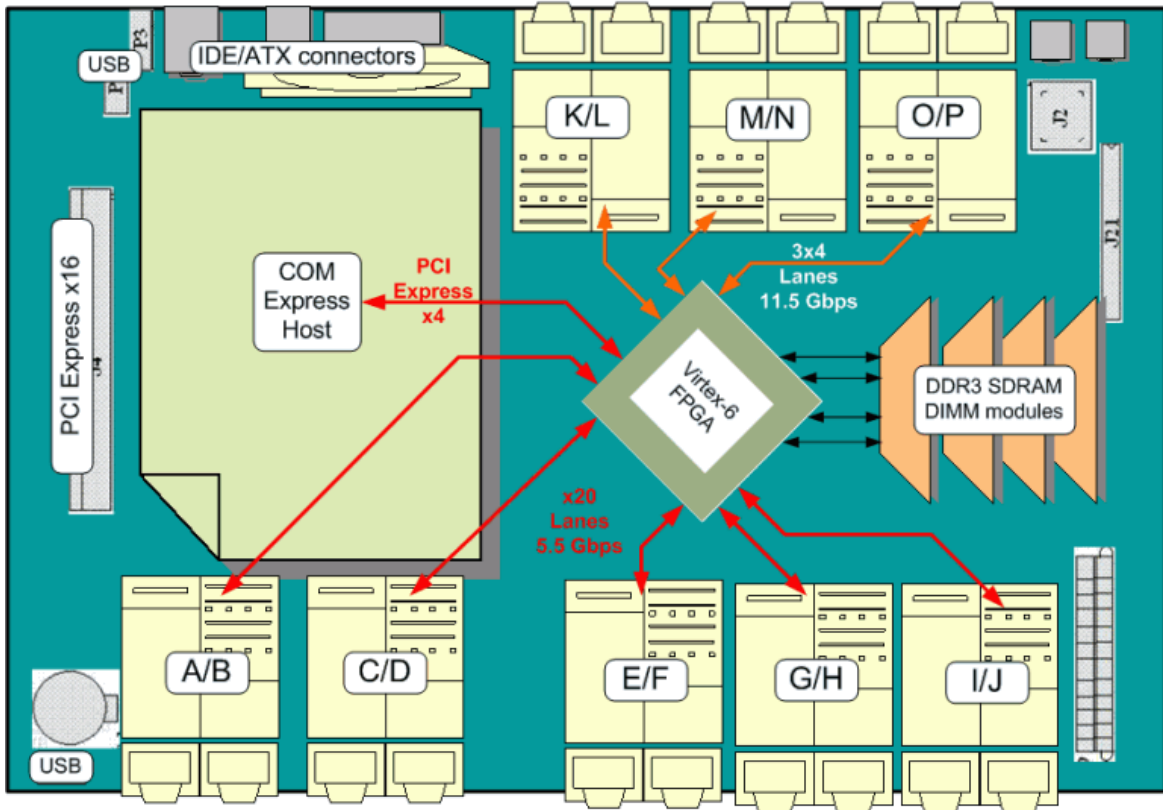 P3
USB
P
IDE/ATX connectors
K/L
M/N
O/P
J2
J21
PCI Express x16
J4
COM
Express
Host
PCI
Express
x4
3x4
Lanes
11.5 Gbps
Virtex-6
FPGA
DDR3 SDRAM
DIMM modules
x20
Lanes
5.5 Gbps
A/B
C/D
E/F
G/H
I/J
USB